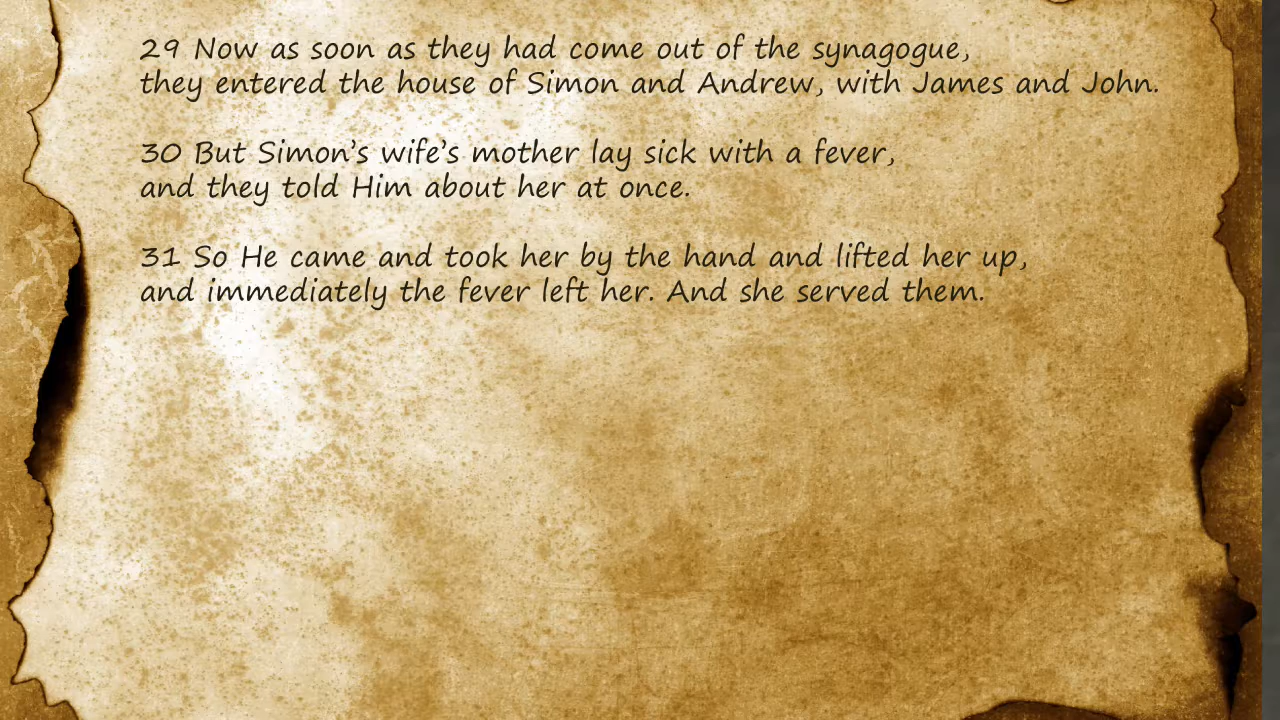 29 Now as soon as they had come out of the synagogue,
they entered the house of Simon and Andrew, with James and John.
30 But Simon’s wife’s mother lay sick with a fever,
and they told Him about her at once.
31 So He came and took her by the hand and lifted her up,
and immediately the fever left her. And she served them.